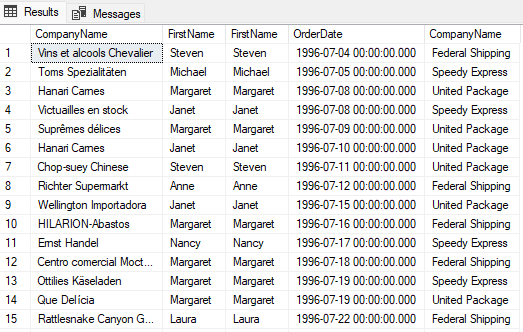 Results Messages
CompanyName FirstName FirstName OrderDate CompanyName
1 Vins et alcools Chevalier Steven Steven 1996-07-04 00:00:00.000 Federal Shipping
2 Toms Spezialitäten Michael Michael 1996-07-05 00:00:00.000 Speedy Express
3 Hanari Carnes Margaret Margaret 1996-07-08 00:00:00.000 United Package
4 Victuailles en stock Janet Janet 1996-07-08 00:00:00.000 Speedy Express
5 Suprêmes délices Margaret Margaret 1996-07-09 00:00:00.000 United Package
6 Hanari Carnes Janet Janet 1996-07-10 00:00:00.000 United Package
7 Chop-suey Chinese Steven Steven 1996-07-11 00:00:00.000 United Package
8 Richter Supermarkt Anne Anne 1996-07-12 00:00:00.000 Federal Shipping
9 Wellington Importadora Janet Janet 1996-07-15 00:00:00.000 United Package
10 HILARION-Abastos Margaret Margaret 1996-07-16 00:00:00.000 Federal Shipping
11 Ernst Handel Nancy Nancy 1996-07-17 00:00:00.000 Speedy Express
12 Centro comercial Moct... Margaret Margaret 1996-07-18 00:00:00.000 Federal Shipping
13 Ottilies Käseladen Margaret Margaret 1996-07-19 00:00:00.000 Speedy Express
14 Que Delícia Margaret Margaret 1996-07-19 00:00:00.000 United Package
15 Rattlesnake Canyon G... Laura Laura 1996-07-22 00:00:00.000 Federal Shipping